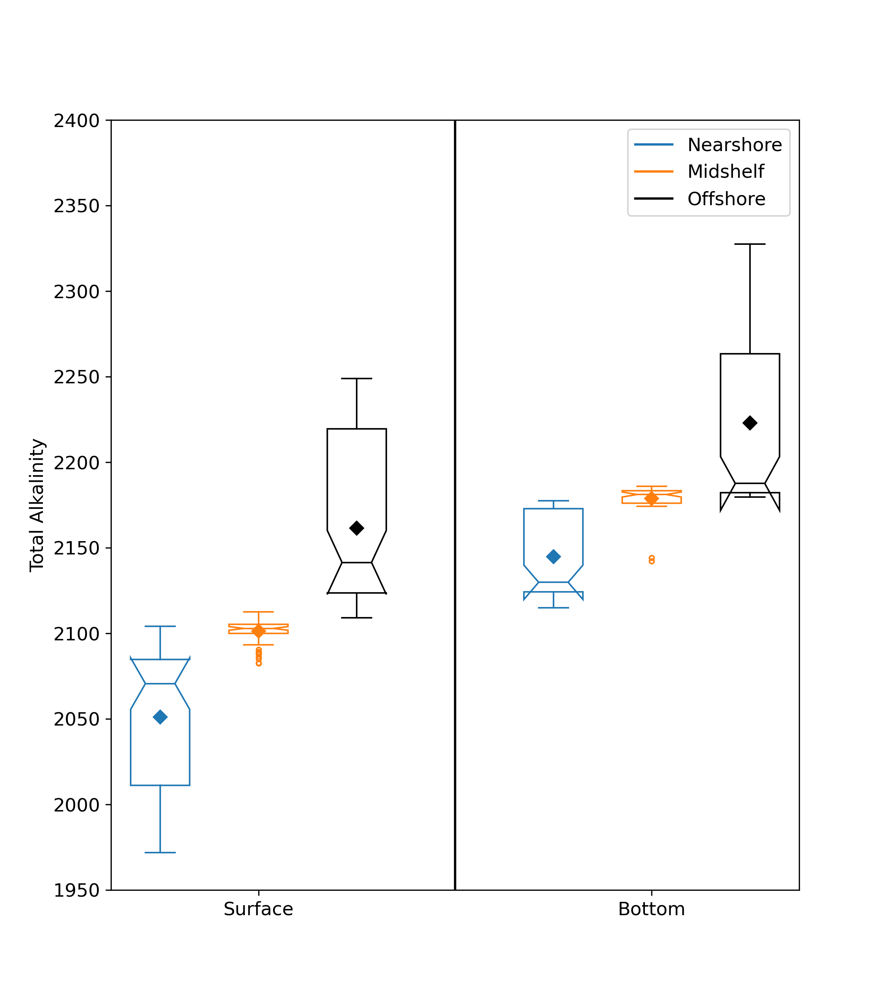 2400
2350
2300
2250
2200
2150
2100
2050
2000
1950
Total Alkalinity
Nearshore
Midshelf
Offshore
Surface
Bottom